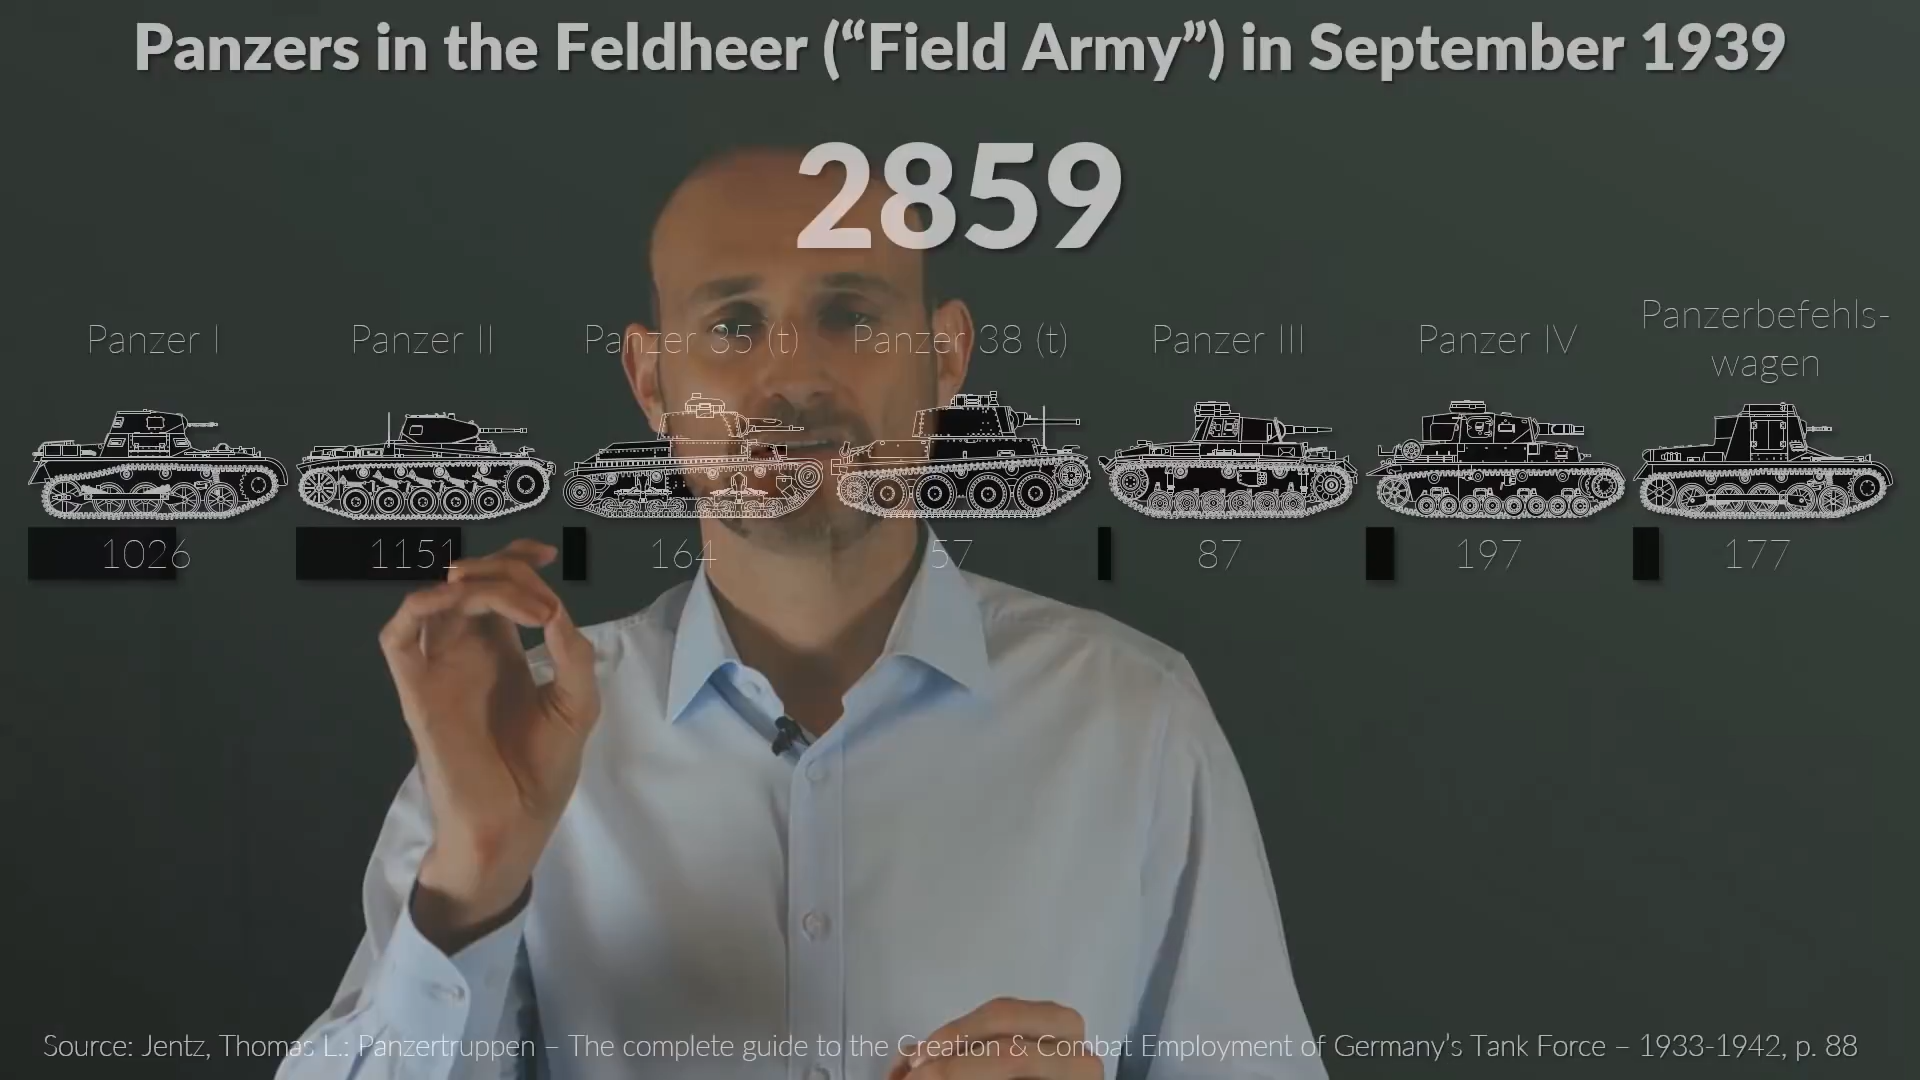 Panzers in the Feldheer (“Field Army”) in September 1939
2859
Panzer I
Panzer II
Panzer 35 (t)
Panzer 38 (t)
Panzer III
Panzer IV
Panzerbefehls-
wagen
1026
1151
164
57
87
197
177
Source: Jentz, Thomas L.: Panzertruppen – The complete guide to the Creation & Combat Employment of Germany's Tank Force – 1933-1942, p. 88